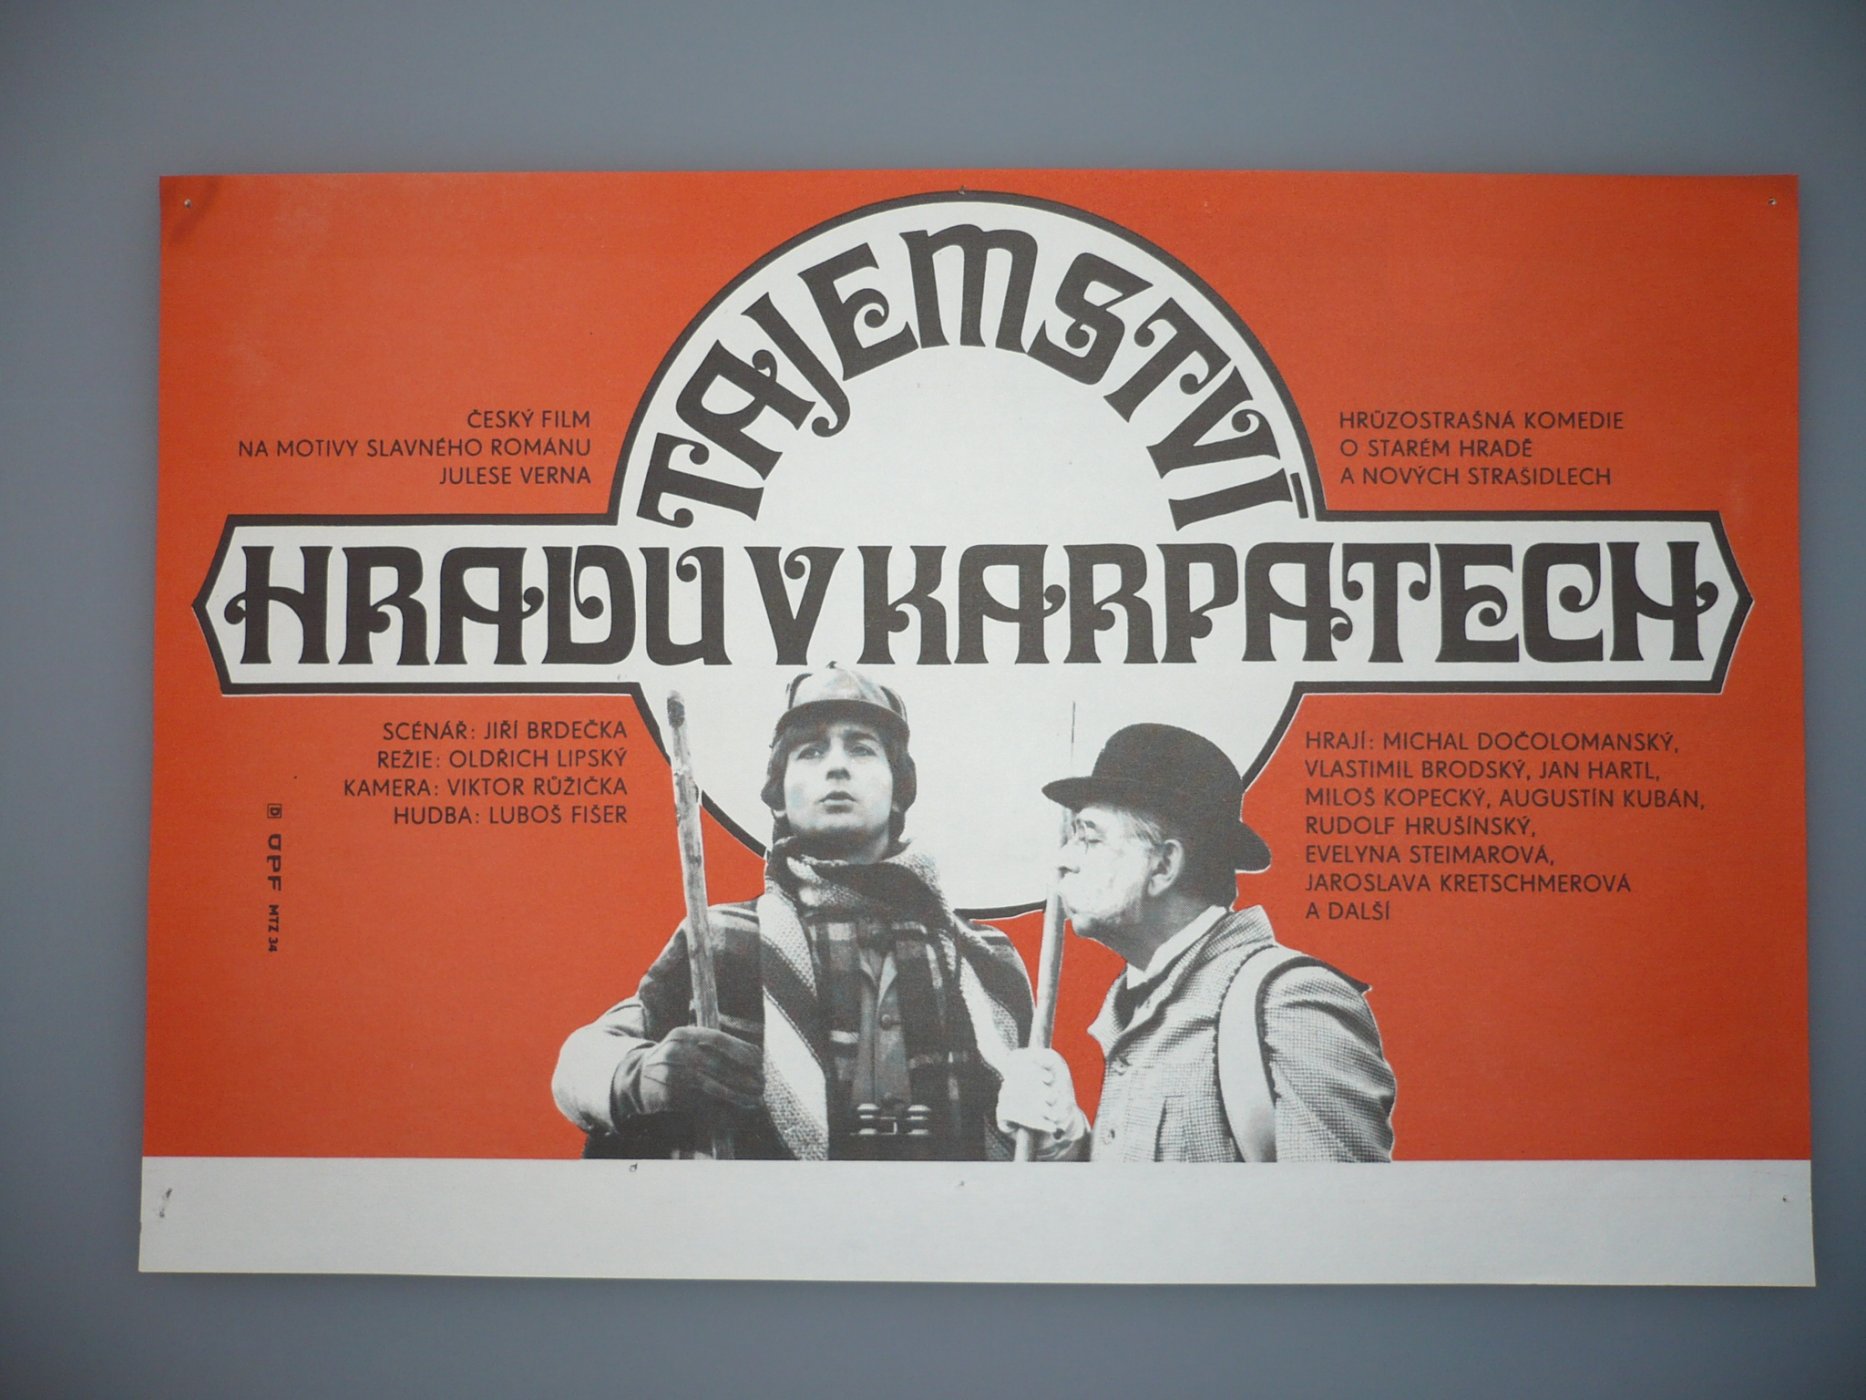 TAJEMSTVÍ
HRADU V KARPATECH
ČESKÝ FILM
NA MOTIVY SLAVNÉHO ROMÁNU
JULESE VERNA
HRŮZOSTRAŠNÁ KOMEDIE
O STARÉM HRADĚ
A NOVÝCH STRAŠIDLECH
SCÉNÁŘ: JIŘÍ BRDEČKA
REŽIE: OLDŘICH LIPSKÝ
KAMERA: VIKTOR RŮŽIČKA
HUDBA: LUBOŠ FIŠER
HRAJÍ: MICHAL DOČOLOMANSKÝ,
VLASTIMIL BRODSKÝ, JAN HARTL,
MILOŠ KOPECKÝ, AUGUSTÍN KUBÁN,
RUDOLF HRUŠÍNSKÝ,
EVELYNA STEIMAROVÁ,
JAROSLAVA KRETSCHMEROVÁ
A DALŠÍ
ÚPF MTZ 34